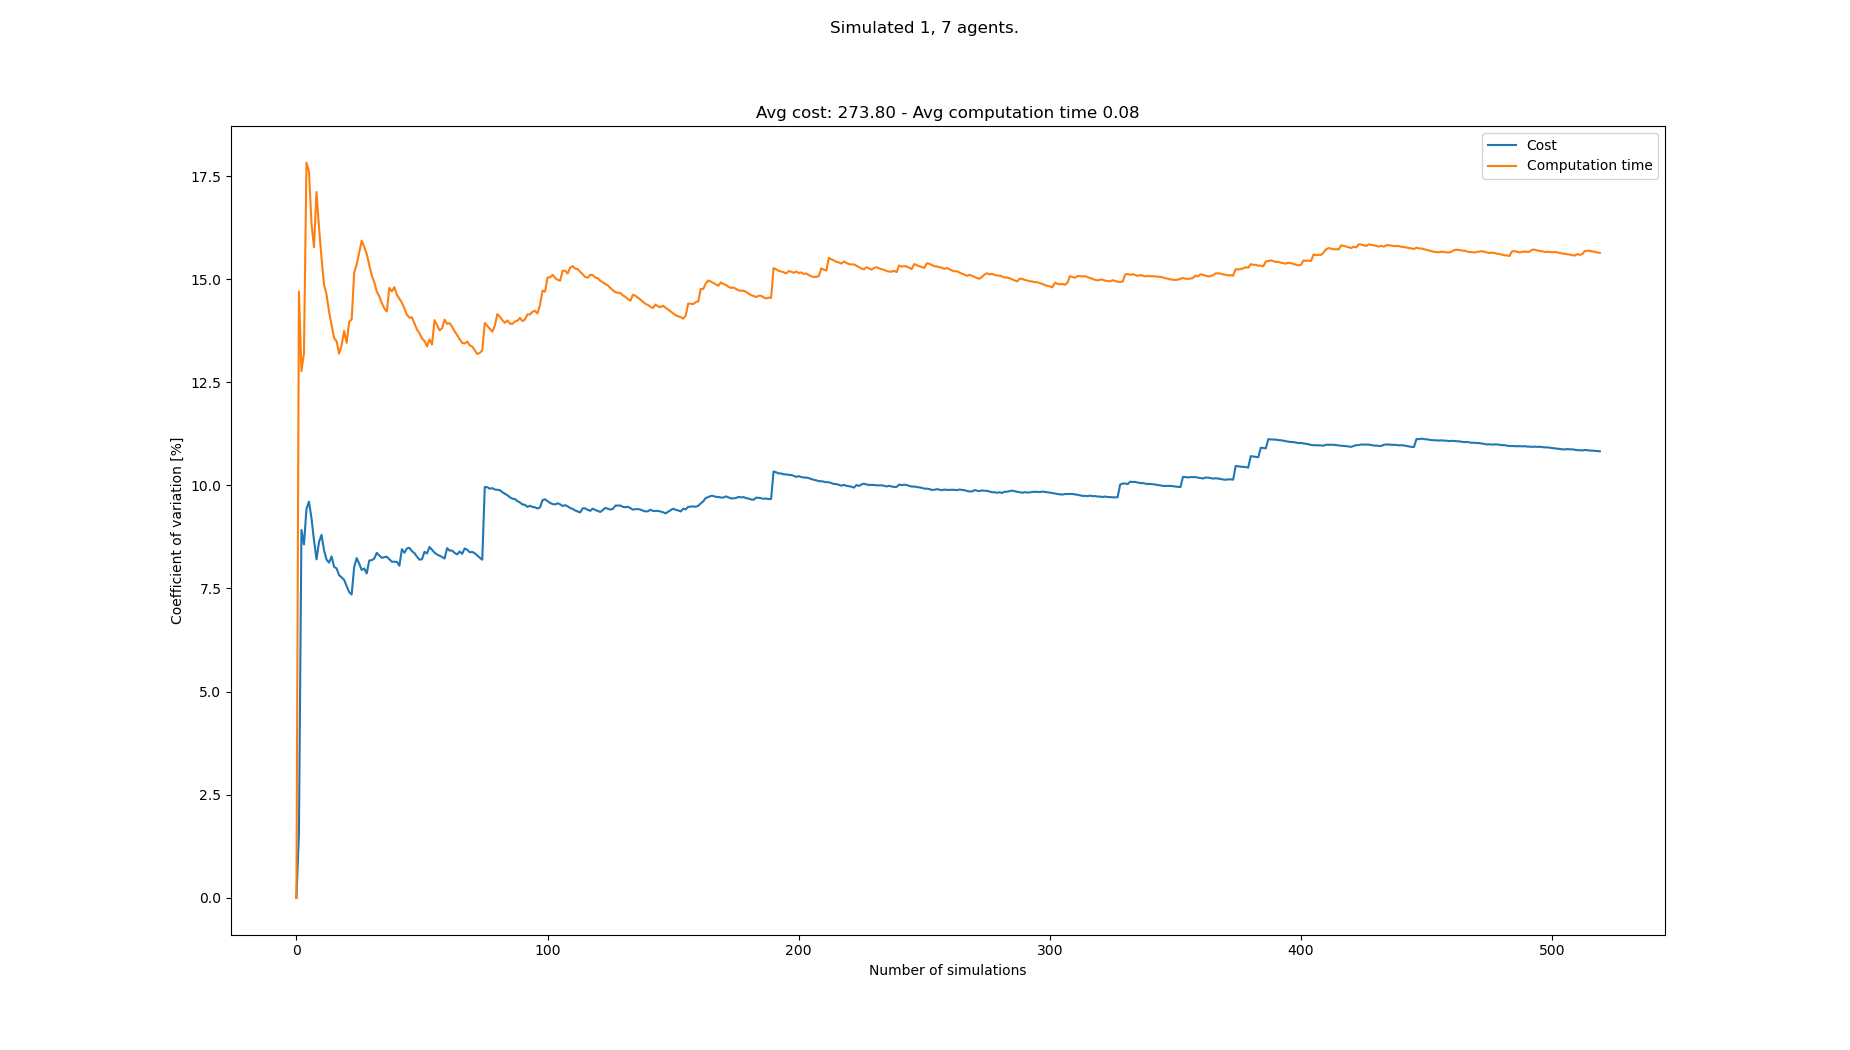 Simulated 1, 7 agents.
Avg cost: 273.80 - Avg computation time 0.08
Cost
Computation time
17.5
15.0
12.5
10.0
7.5
5.0
2.5
0.0
Coefficient of variation [%]
0 100 200 300 400 500
Number of simulations